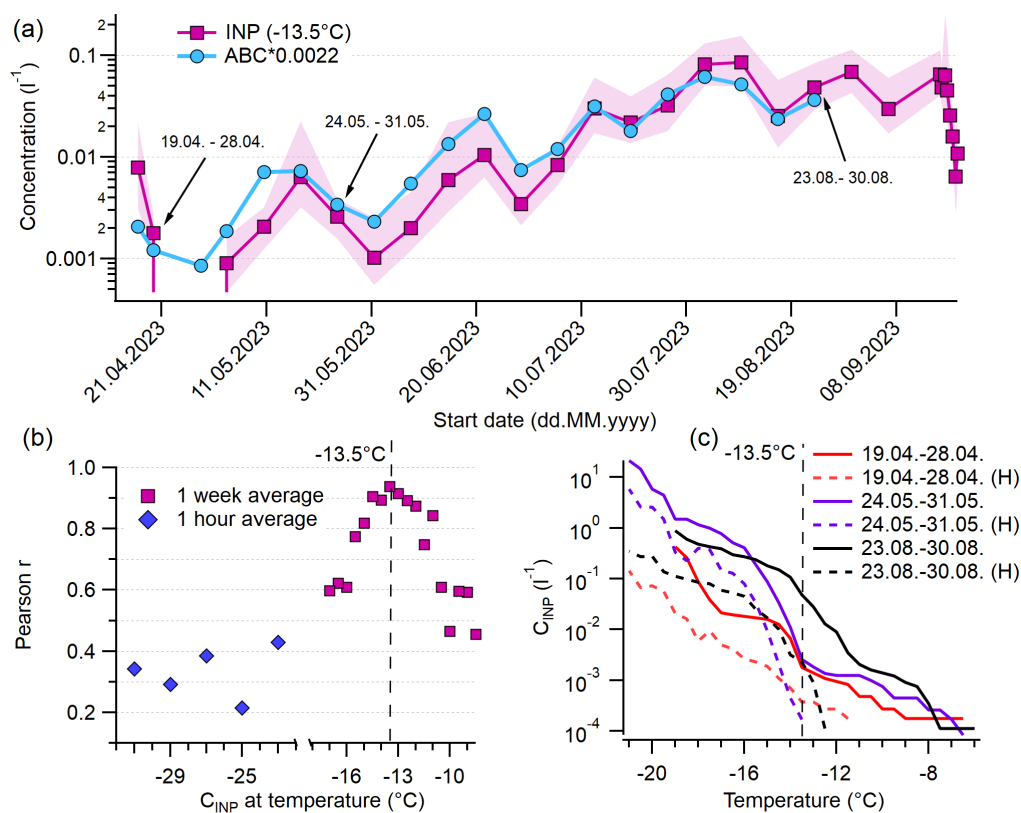 (a)
INP (-13.5°C)
ABC*0.0022
Concentration (l⁻¹)
2
0.1
4
2
0.01
4
2
0.001
19.04. - 28.04.
24.05. - 31.05.
23.08.- 30.08.
21.04.2023
11.05.2023
31.05.2023
20.06.2023
10.07.2023
30.07.2023
19.08.2023
08.09.2023
Start date (dd.MM.yyyy)
(b)
-13.5°C
1 week average
1 hour average
Pearson r
1.0
0.8
0.6
0.4
0.2
-29
-25
-16
-13
-10
C_INP at temperature (°C)
(c)
-13.5°C
19.04.-28.04.
19.04.-28.04. (H)
24.05-31.05.
24.05.-31.05. (H)
23.08.-30.08.
23.08.-30.08. (H)
C_INP (l⁻¹)
10¹
10⁰
10⁻¹
10⁻²
10⁻³
10⁻⁴
-20
-16
-12
-8
Temperature (°C)